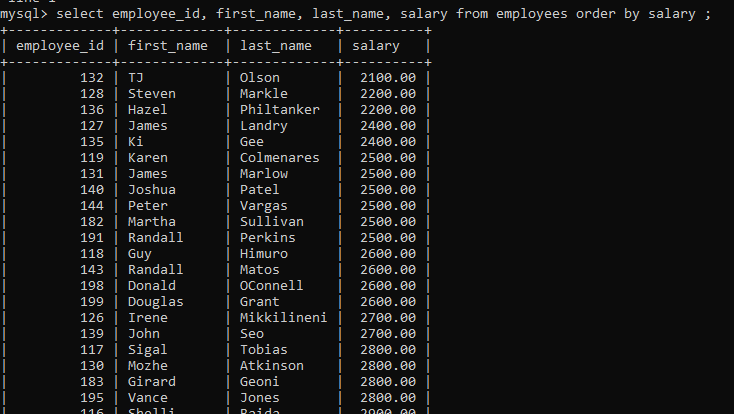 mysql> select employee_id, first_name, last_name, salary from employees order by salary ;
+-------------+-------------+-------------+----------+
| employee_id | first_name  | last_name   | salary   |
+-------------+-------------+-------------+----------+
|         132 | TJ          | Olson       |  2100.00 |
|         128 | Steven      | Markle      |  2200.00 |
|         136 | Hazel       | Philtanker  |  2200.00 |
|         127 | James       | Landry      |  2400.00 |
|         135 | Ki          | Gee         |  2400.00 |
|         119 | Karen       | Colmenares  |  2500.00 |
|         131 | James       | Marlow      |  2500.00 |
|         140 | Joshua      | Patel       |  2500.00 |
|         144 | Peter       | Vargas      |  2500.00 |
|         182 | Martha      | Sullivan    |  2500.00 |
|         191 | Randall     | Perkins     |  2500.00 |
|         118 | Guy         | Himuro      |  2600.00 |
|         143 | Randall     | Matos       |  2600.00 |
|         198 | Donald      | OConnell    |  2600.00 |
|         199 | Douglas     | Grant       |  2600.00 |
|         126 | Irene       | Mikkilineni |  2700.00 |
|         139 | John        | Seo         |  2700.00 |
|         117 | Sigal       | Tobias      |  2800.00 |
|         130 | Mozhe       | Atkinson    |  2800.00 |
|         183 | Girard      | Geoni       |  2800.00 |
|         195 | Vance       | Jones       |  2800.00 |
|         116 | Shelli      | Baida       |  2900.00 |